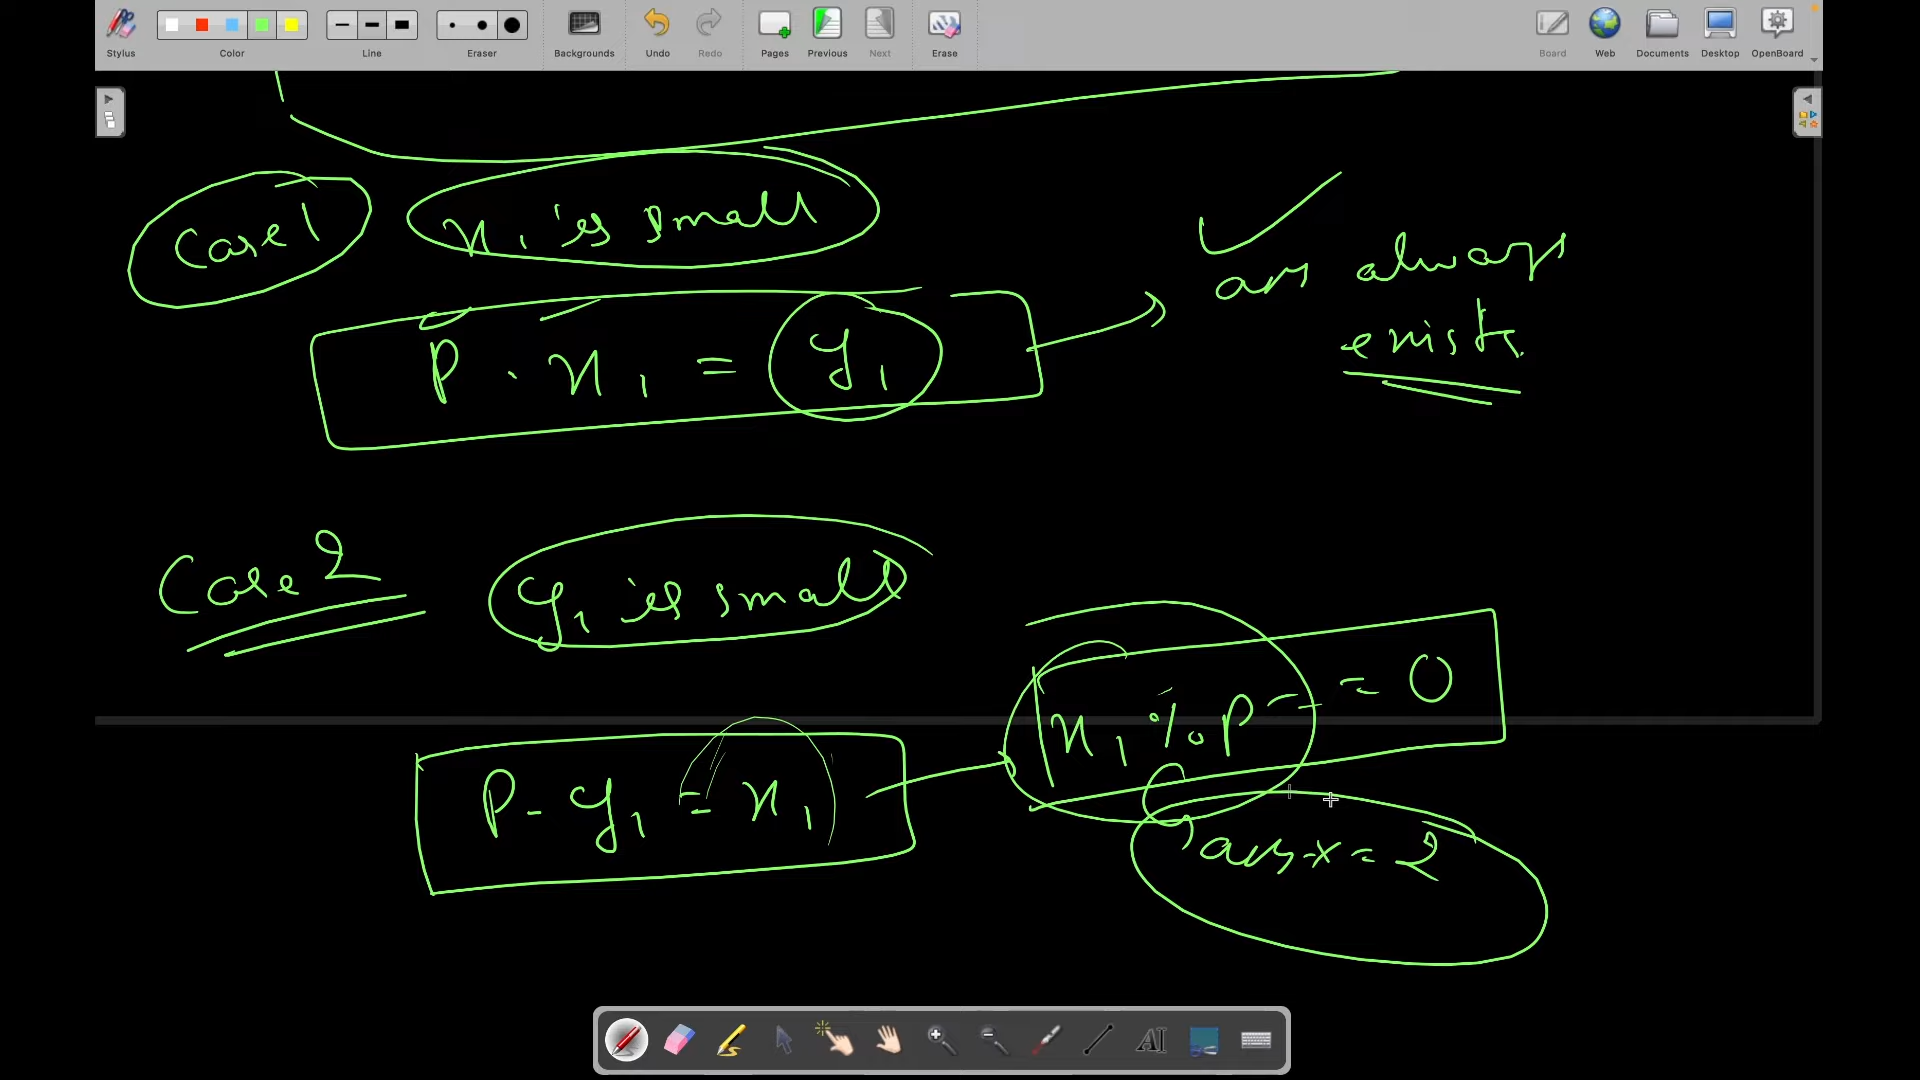 Stylus Color Line Eraser Backgrounds Undo Redo Pages Previous Next Erase Board Web Documents Desktop OpenBoard
Case 1 x₁ is small
ans always
exists
P . x₁ = y₁
Case 2 y₁ is small
x₁ % P == 0
P - y₁ = x₁
ans-x = 2
AI